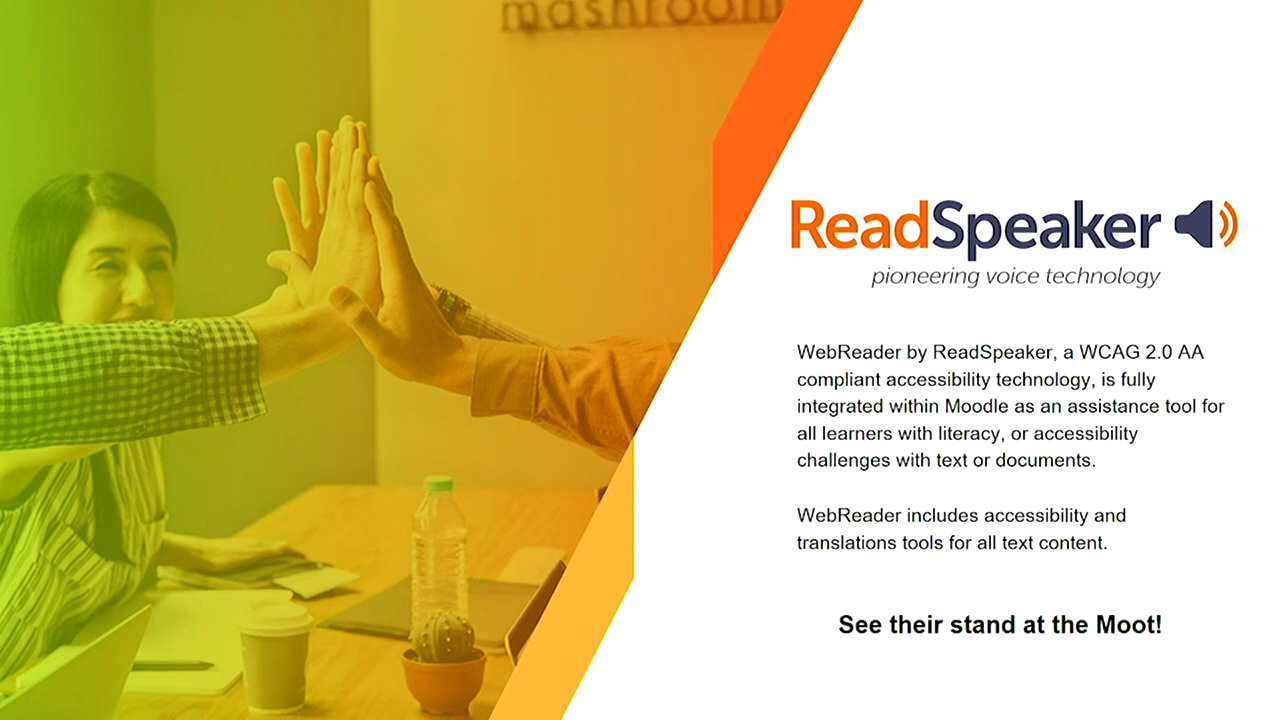 mashroom
ReadSpeaker
pioneering voice technology
WebReader by ReadSpeaker, a WCAG 2.0 AA
compliant accessibility technology, is fully
integrated within Moodle as an assistance tool for
all learners with literacy, or accessibility
challenges with text or documents.
WebReader includes accessibility and
translations tools for all text content.
See their stand at the Moot!